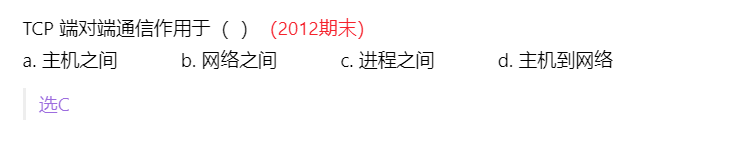 TCP 端对端通信作用于（ ）（2012期末）
a. 主机之间 b. 网络之间 c. 进程之间 d. 主机到网络
选C